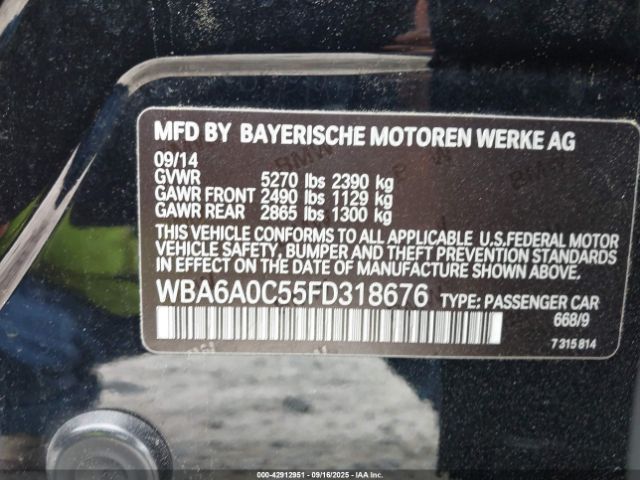 MFD BY BAYERISCHE MOTOREN WERKE AG
09/14
GVWR 5270 lbs 2390 kg
GAWR FRONT 2490 lbs 1129 kg
GAWR REAR 2865 lbs 1300 kg
THIS VEHICLE CONFORMS TO ALL APPLICABLE U.S.FEDERAL MOTOR
VEHICLE SAFETY, BUMPER AND THEFT PREVENTION STANDARDS
IN EFFECT ON THE DATE OF MANUFACTURE SHOWN ABOVE.
WBA6A0C55FD318676 TYPE: PASSENGER CAR
668/9
7 315 814
000-42912951 09/16/2025 IAA Inc.